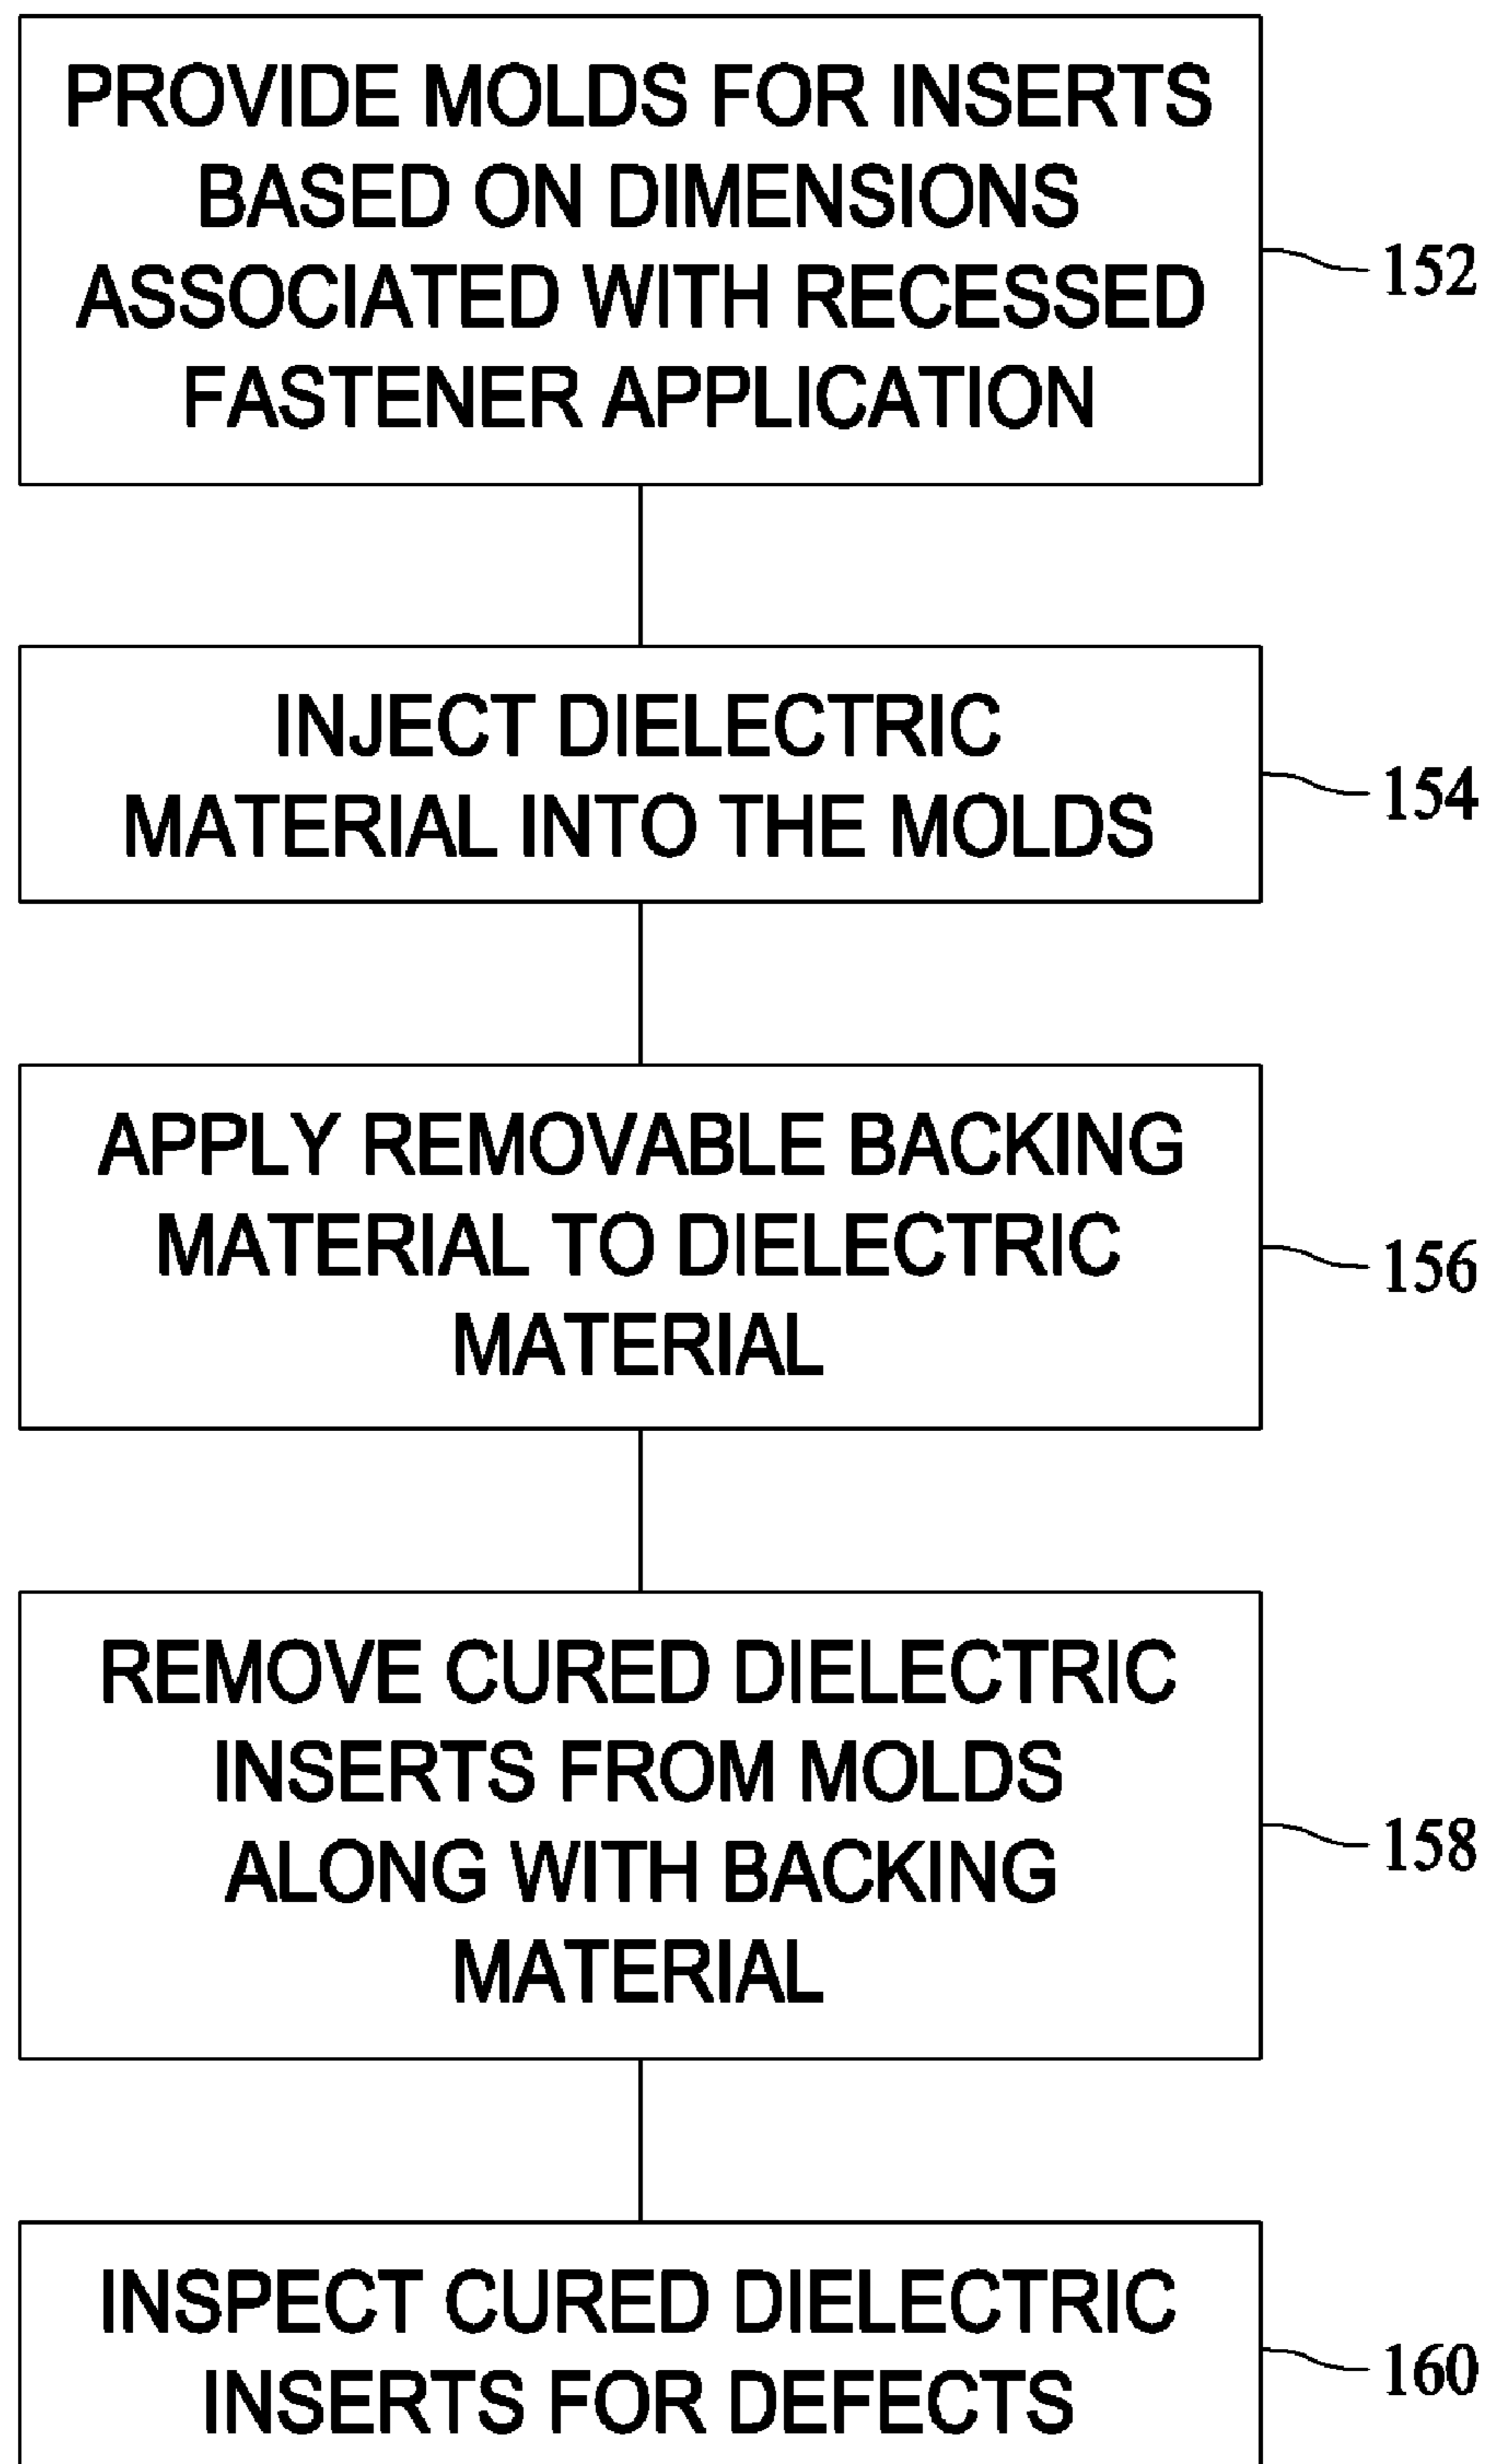 PROVIDE MOLDS FOR INSERTS
BASED ON DIMENSIONS
ASSOCIATED WITH RECESSED
FASTENER APPLICATION
152
INJECT DIELECTRIC
MATERIAL INTO THE MOLDS
154
APPLY REMOVABLE BACKING
MATERIAL TO DIELECTRIC
MATERIAL
156
REMOVE CURED DIELECTRIC
INSERTS FROM MOLDS
ALONG WITH BACKING
MATERIAL
158
INSPECT CURED DIELECTRIC
INSERTS FOR DEFECTS
160